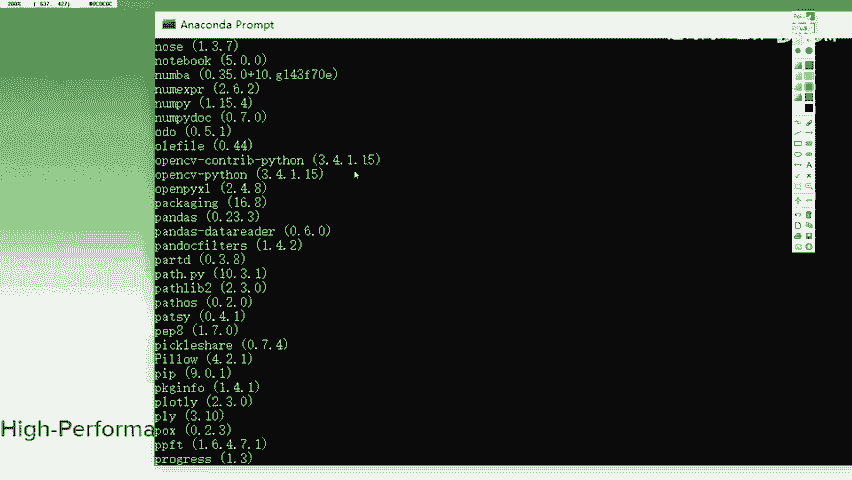 Anaconda Prompt
nose (1.3.7)
notebook (5.0.0)
numba (0.35.0+10.g143f70e)
numexpr (2.6.2)
numpy (1.15.4)
numpydoc (0.7.0)
odo (0.5.1)
olefile (0.44)
opencv-contrib-python (3.4.1.15)
opencv-python (3.4.1.15)
openpyxl (2.4.8)
packaging (16.8)
pandas (0.23.3)
pandas-datareader (0.6.0)
pandocfilters (1.4.2)
partd (0.3.8)
path.py (10.3.1)
pathlib2 (2.3.0)
pathos (0.2.0)
patsy (0.4.1)
pep8 (1.7.0)
pickleshare (0.7.4)
Pillow (4.2.1)
pip (9.0.1)
pkginfo (1.4.1)
plotly (2.3.0)
ply (3.10)
pox (0.2.3)
ppft (1.6.4.7.1)
progress (1.3)
High-Performa